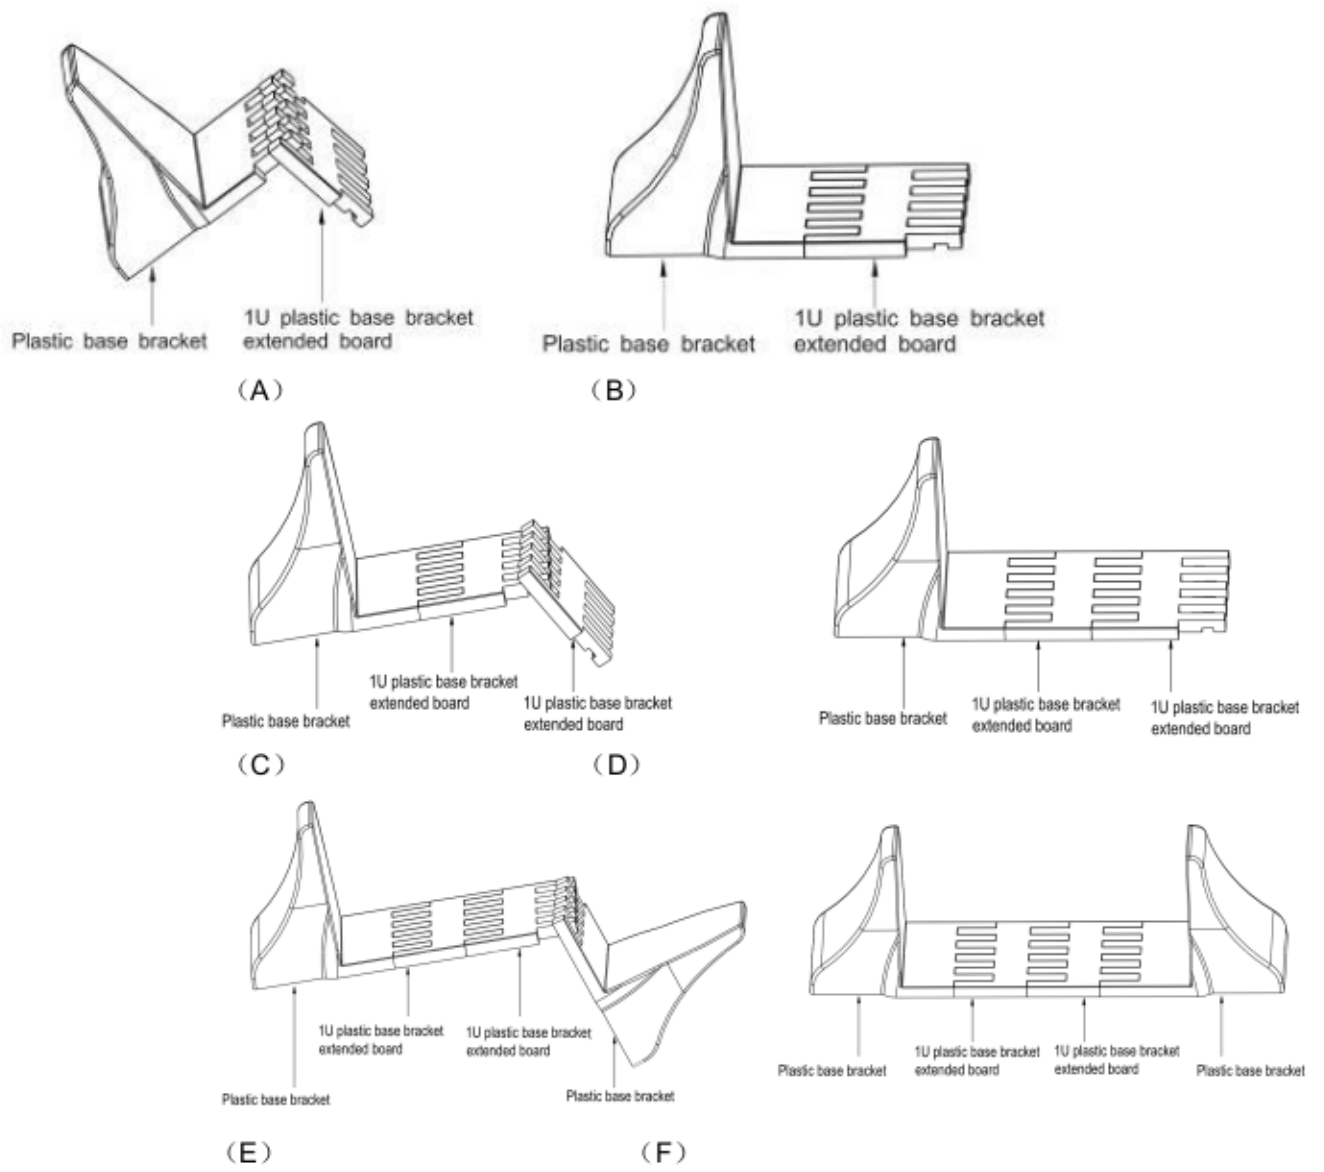 1U plastic base bracket
Plastic base bracket
extended board
1U plastic base bracket
Plastic base bracket
extended board
（A）
（B）
1U plastic base bracket
extended board
1U plastic base bracket
extended board
Plastic base bracket
1U plastic base bracket
extended board
1U plastic base bracket
extended board
Plastic base bracket
（C）
（D）
1U plastic base bracket
extended board
1U plastic base bracket
extended board
Plastic base bracket
Plastic base bracket
1U plastic base bracket
extended board
1U plastic base bracket
extended board
Plastic base bracket
Plastic base bracket
（E）
（F）